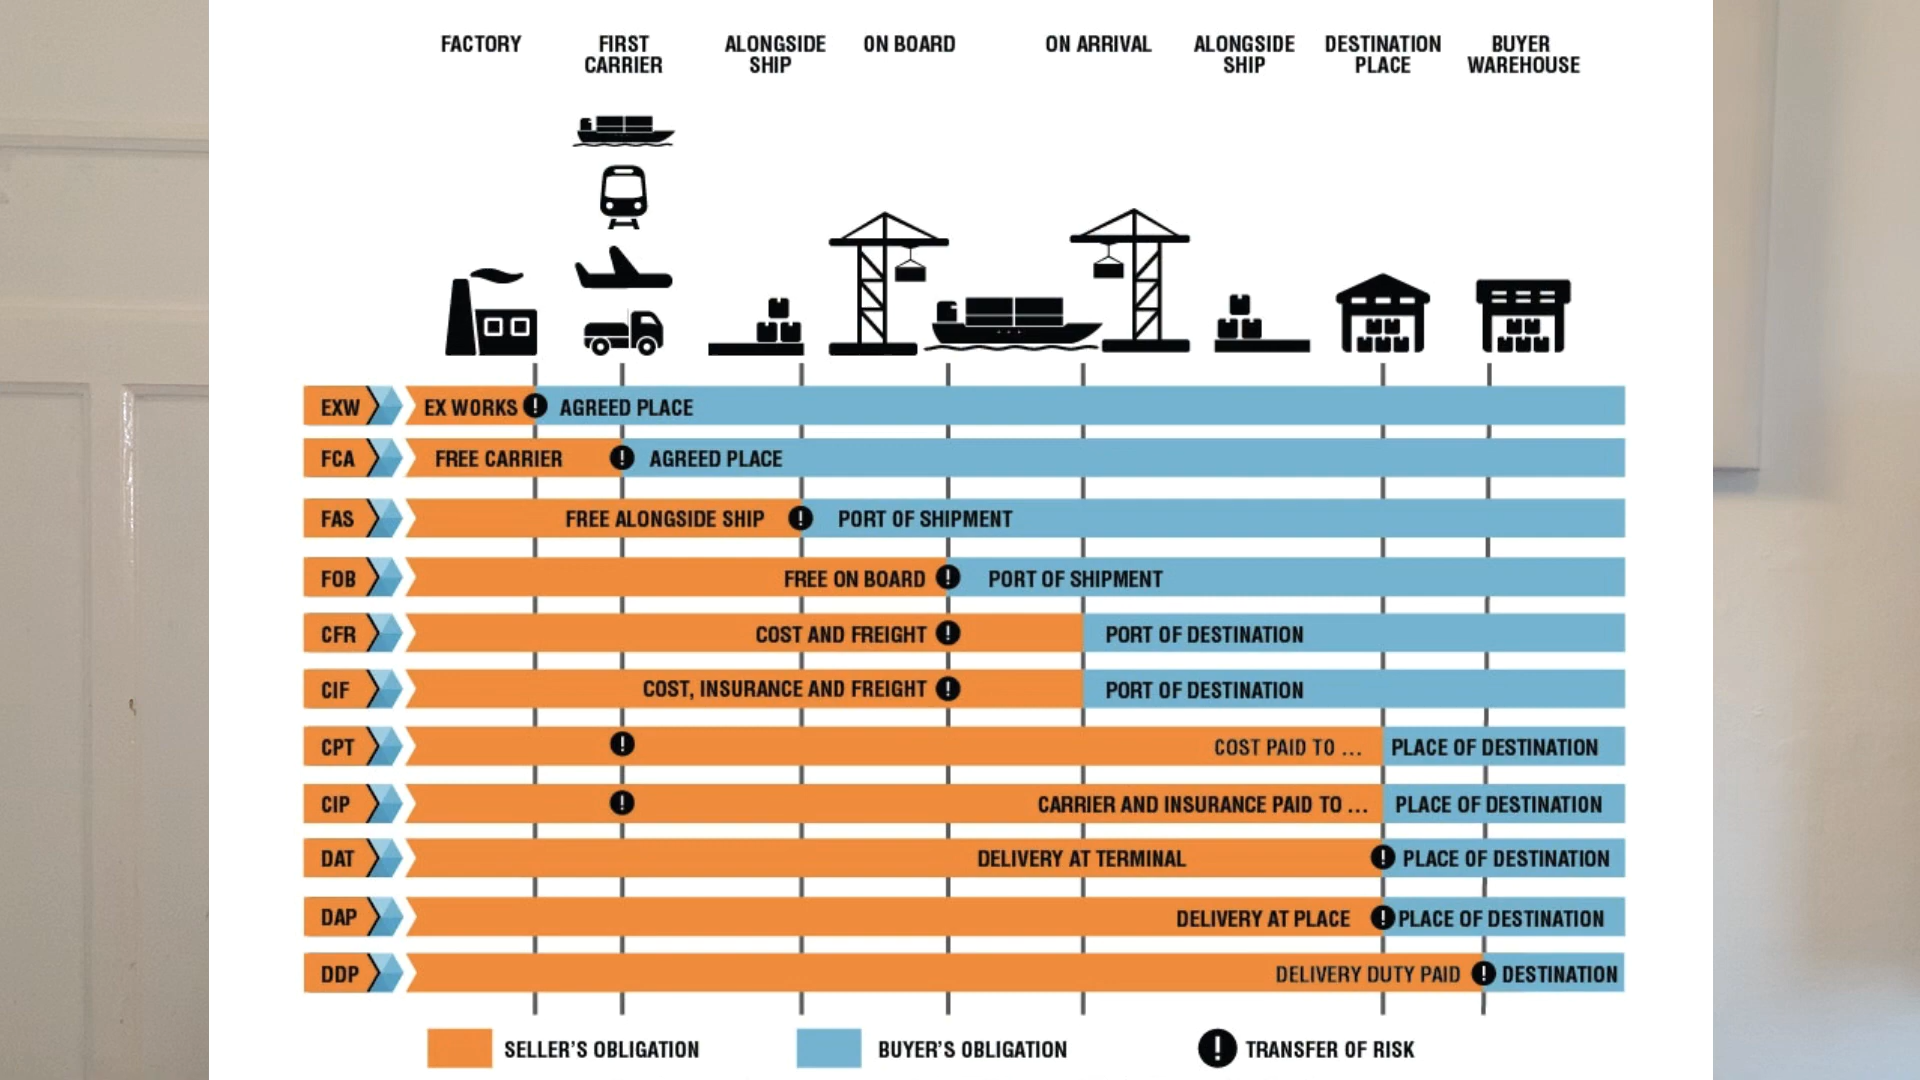 FACTORY
FIRST
CARRIER
ALONGSIDE
SHIP
ON BOARD
ON ARRIVAL
ALONGSIDE
SHIP
DESTINATION
PLACE
BUYER
WAREHOUSE
EXW EX WORKS ! AGREED PLACE
FCA FREE CARRIER ! AGREED PLACE
FAS FREE ALONGSIDE SHIP ! PORT OF SHIPMENT
FOB FREE ON BOARD ! PORT OF SHIPMENT
CFR COST AND FREIGHT ! PORT OF DESTINATION
CIF COST, INSURANCE AND FREIGHT ! PORT OF DESTINATION
CPT ! COST PAID TO ... PLACE OF DESTINATION
CIP ! CARRIER AND INSURANCE PAID TO ... PLACE OF DESTINATION
DAT DELIVERY AT TERMINAL ! PLACE OF DESTINATION
DAP DELIVERY AT PLACE ! PLACE OF DESTINATION
DDP DELIVERY DUTY PAID ! DESTINATION
SELLER'S OBLIGATION BUYER'S OBLIGATION ! TRANSFER OF RISK